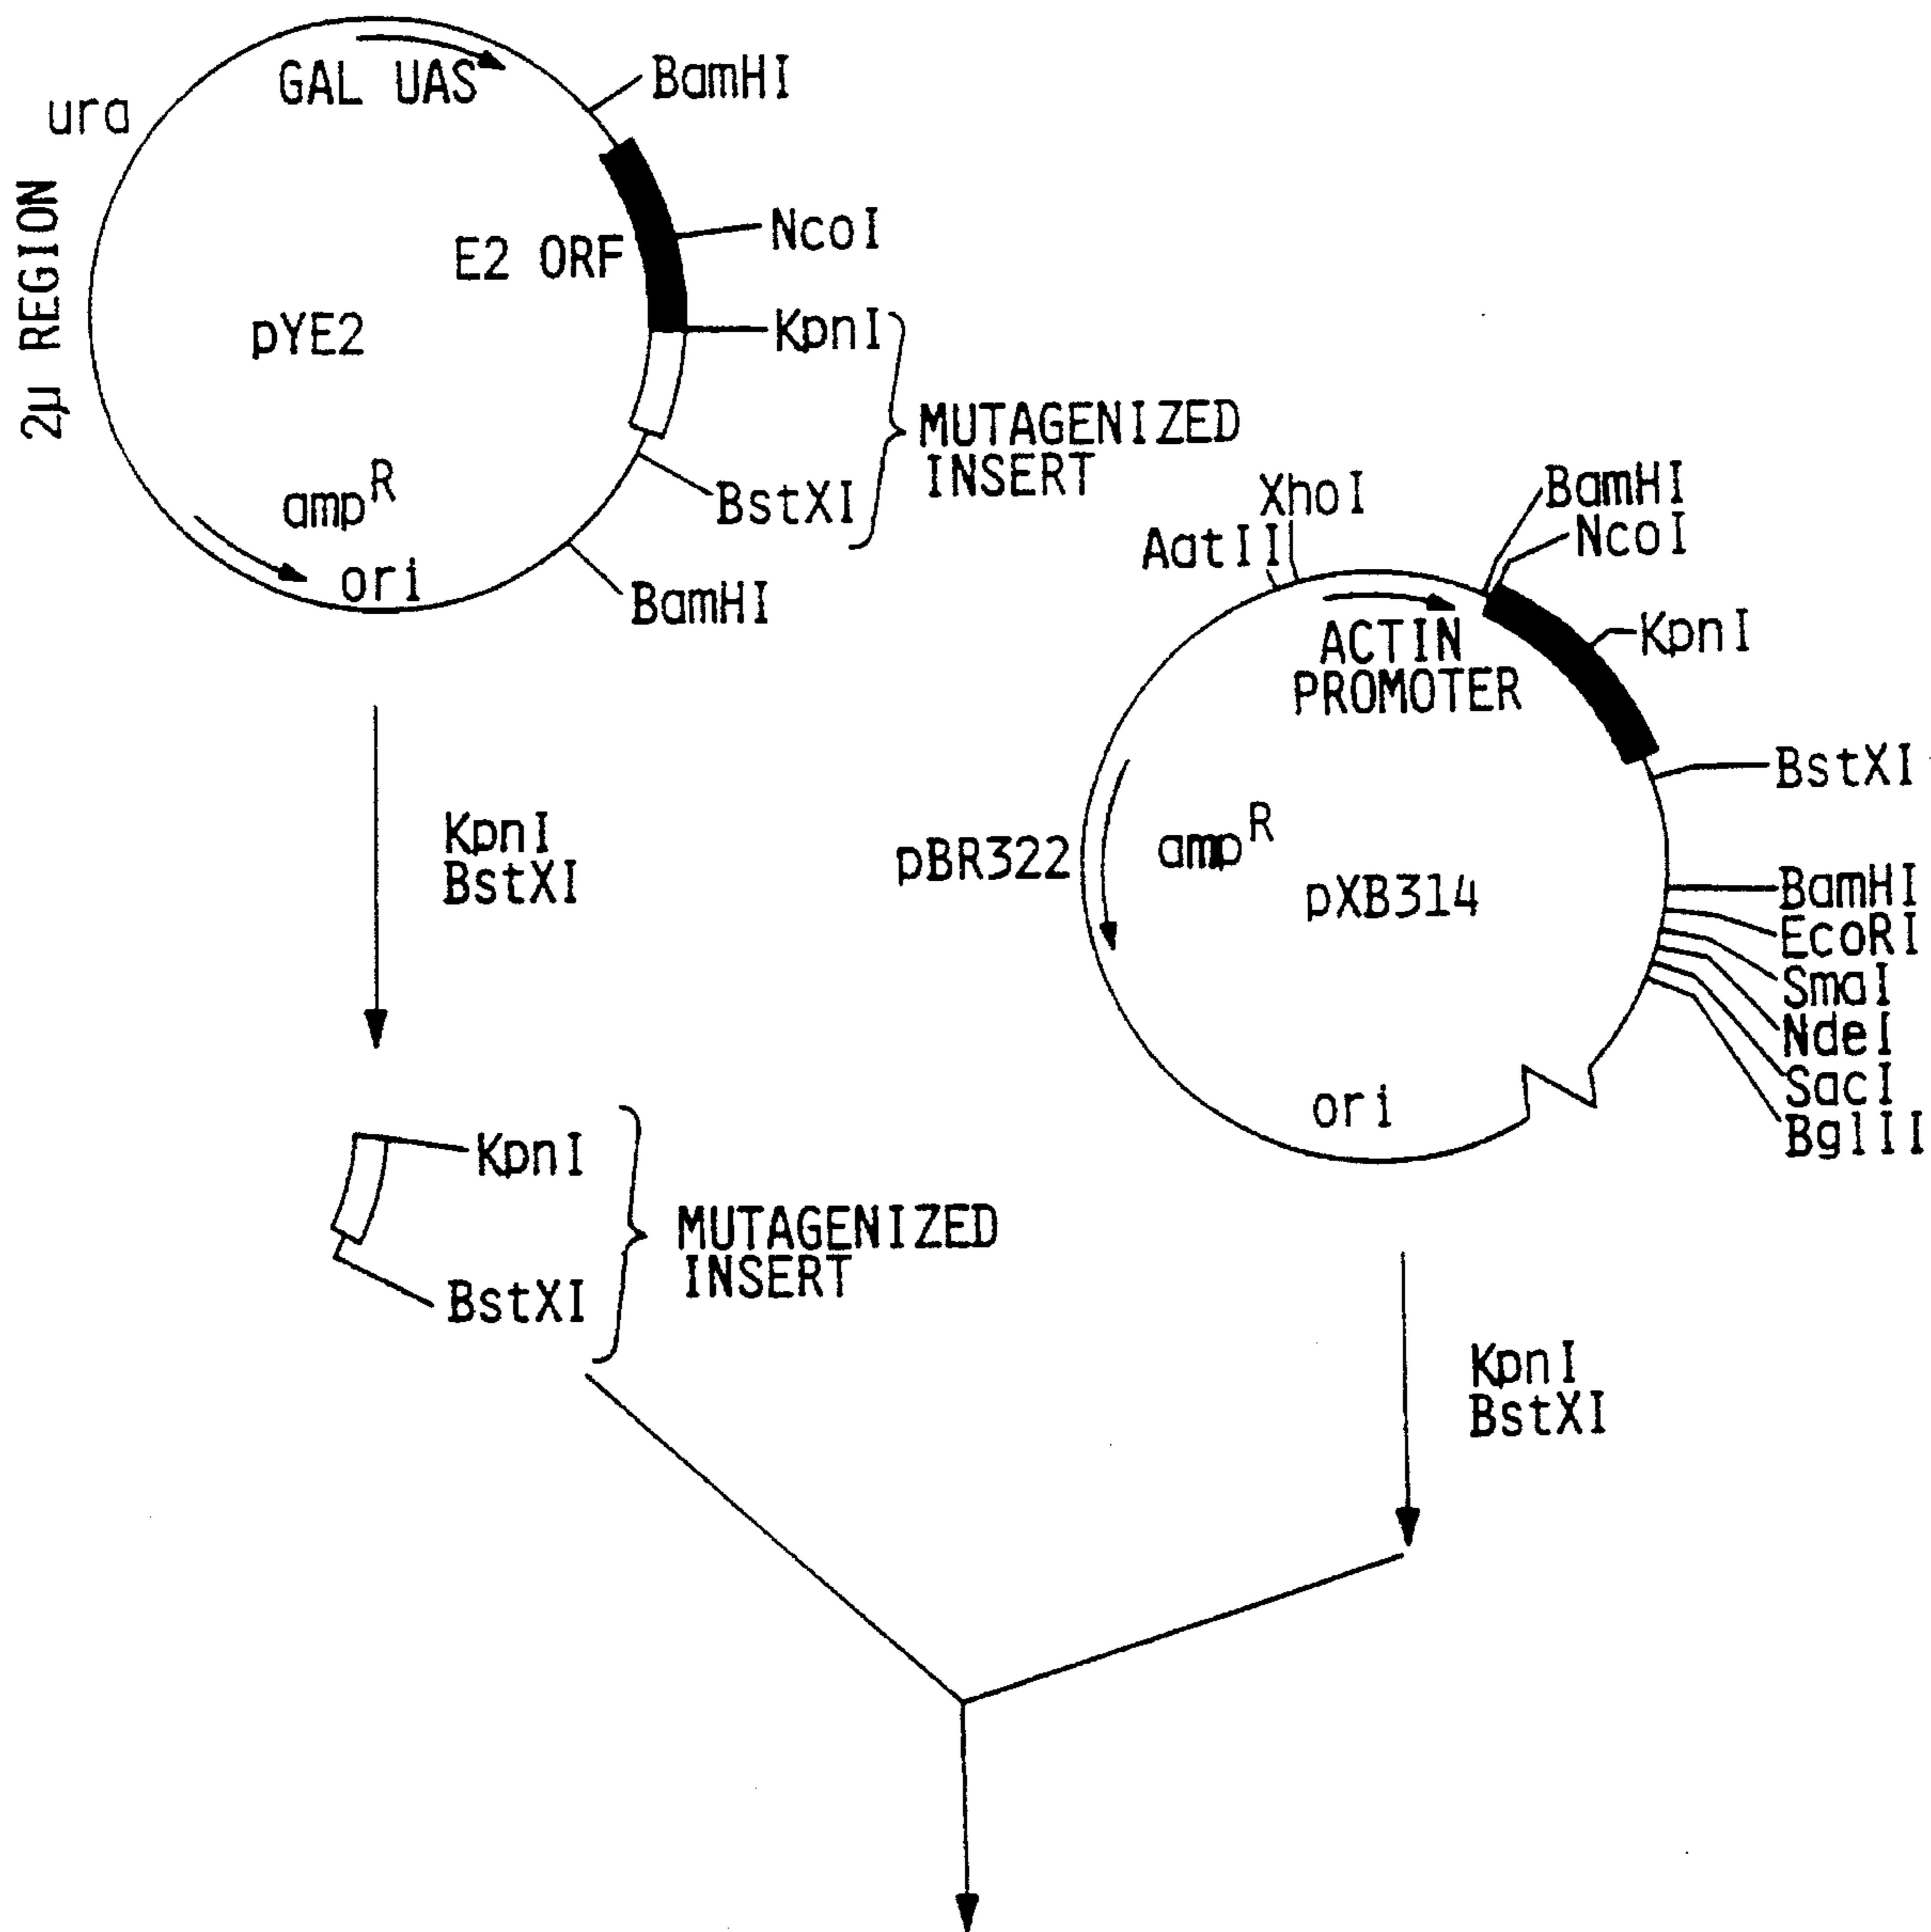 GAL UAS
ura
2μ REGION
pYE2
E2 ORF
amp^R
ori
BamHI
NcoI
KpnI
BstXI
BamHI
MUTAGENIZED
INSERT
KpnI
BstXI
KpnI
BstXI
MUTAGENIZED
INSERT
AatII
XhoI
BamHI
NcoI
KpnI
ACTIN
PROMOTER
BstXI
pBR322
amp^R
pXB314
ori
BamHI
EcoRI
SmaI
NdeI
SacI
BglII
KpnI
BstXI